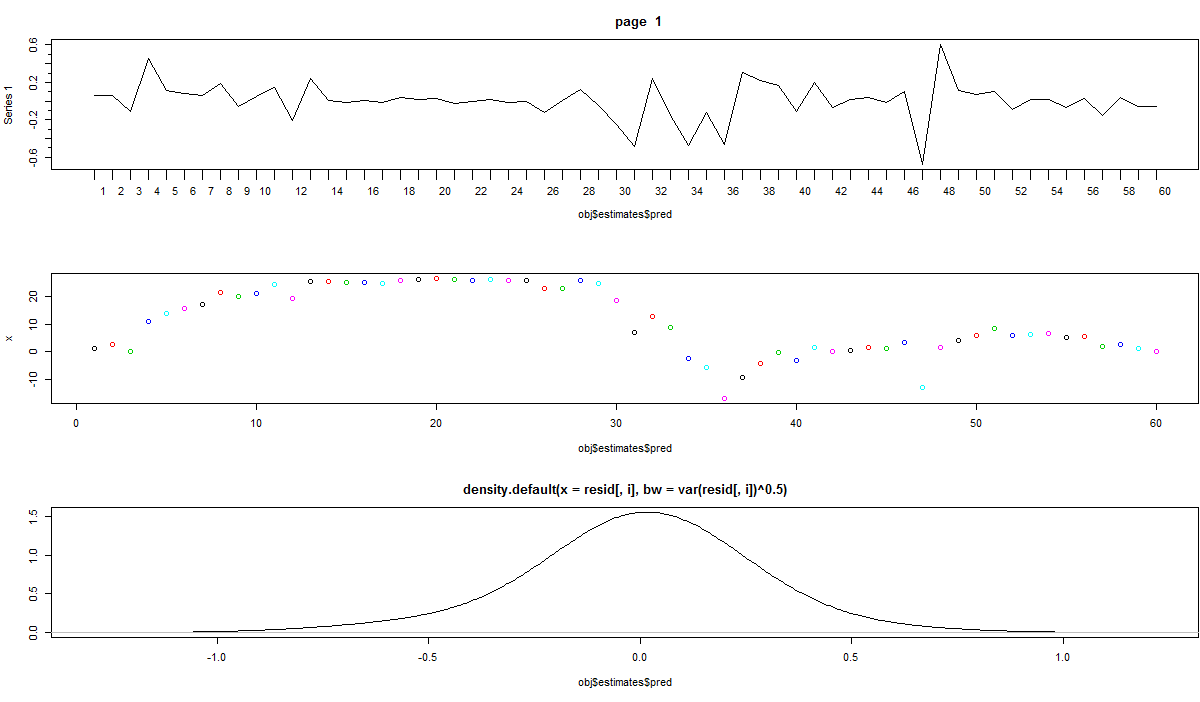 page 1
0.6
0.2
-0.2
-0.6
Series 1
1 2 3 4 5 6 7 8 9 10 12 14 16 18 20 22 24 26 28 30 32 34 36 38 40 42 44 46 48 50 52 54 56 58 60
obj$estimates$pred
20
10
0
-10
x
0 10 20 30 40 50 60
obj$estimates$pred
density.default(x = resid[, i], bw = var(resid[, i])^0.5)
1.5
1.0
0.5
0.0
-1.0 -0.5 0.0 0.5 1.0
obj$estimates$pred